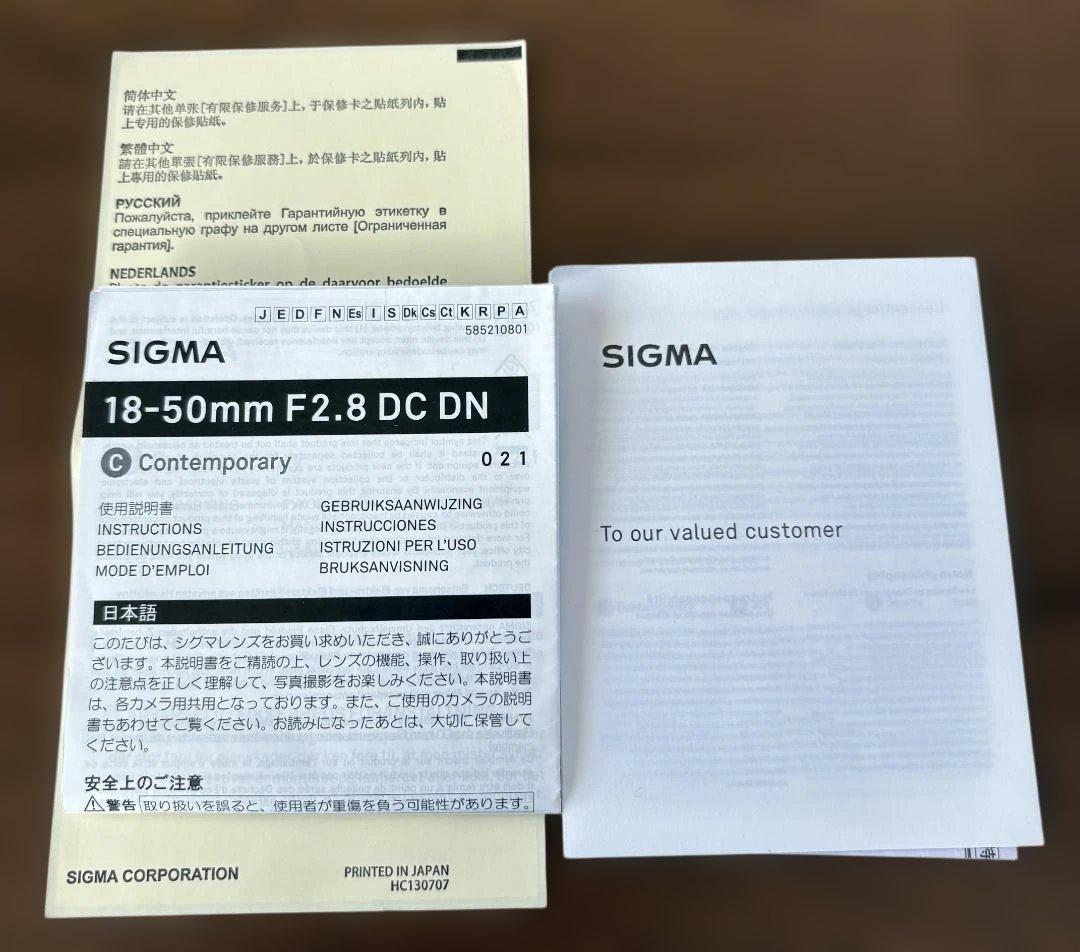 简体中文
请在其他单张[有限保修服务]上，于保修卡之贴纸列内，贴
上专用的保修贴纸。
繁體中文
請在其他單張[有限保修服務]上，於保修卡之貼紙列內，貼
上專用的保修貼紙。
РУССКИЙ
Пожалуйста, приклейте Гарантийную этикетку в
специальную графу на другом листе [Ограниченная
гарантия].
NEDERLANDS
garantiesticker op de daarvoor bedoelde
J E D F N Es I S Dk Cs Ct K R P A
585210801
SIGMA
18-50mm F2.8 DC DN
C Contemporary 021
使用説明書
INSTRUCTIONS
BEDIENUNGSANLEITUNG
MODE D'EMPLOI
GEBRUIKSAANWIJZING
INSTRUCCIONES
ISTRUZIONI PER L'USO
BRUKSANVISNING
日本語
このたびは、シグマレンズをお買い求めいただき、誠にありがとうご
ざいます。本説明書をご精読の上、レンズの機能、操作、取り扱い上
の注意点を正しく理解して、写真撮影をお楽しみください。本説明書
は、各カメラ用共用となっております。また、ご使用のカメラの説明
書もあわせてご覧ください。お読みになったあとは、大切に保管して
ください。
安全上のご注意
⚠警告 取り扱いを誤ると、使用者が重傷を負う可能性があります。
SIGMA CORPORATION
PRINTED IN JAPAN
HC130707
SIGMA
To our valued customer